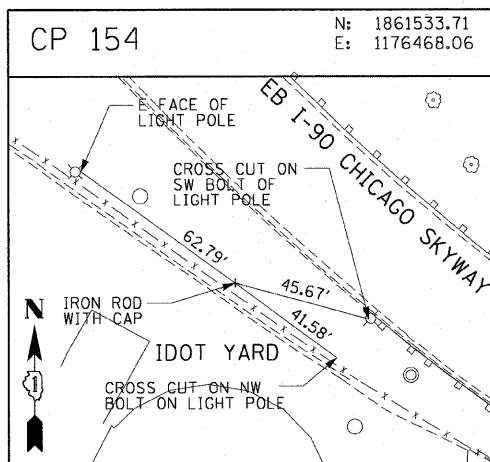 CP 154
N: 1861533.71
E: 1176468.06
E FACE OF
LIGHT POLE
EB I-90 CHICAGO SKYWAY
CROSS CUT ON
SW BOLT OF
LIGHT POLE
62.79'
45.67'
41.58'
IRON ROD
WITH CAP
N
1
IDOT YARD
CROSS CUT ON NW
BOLT ON LIGHT POLE